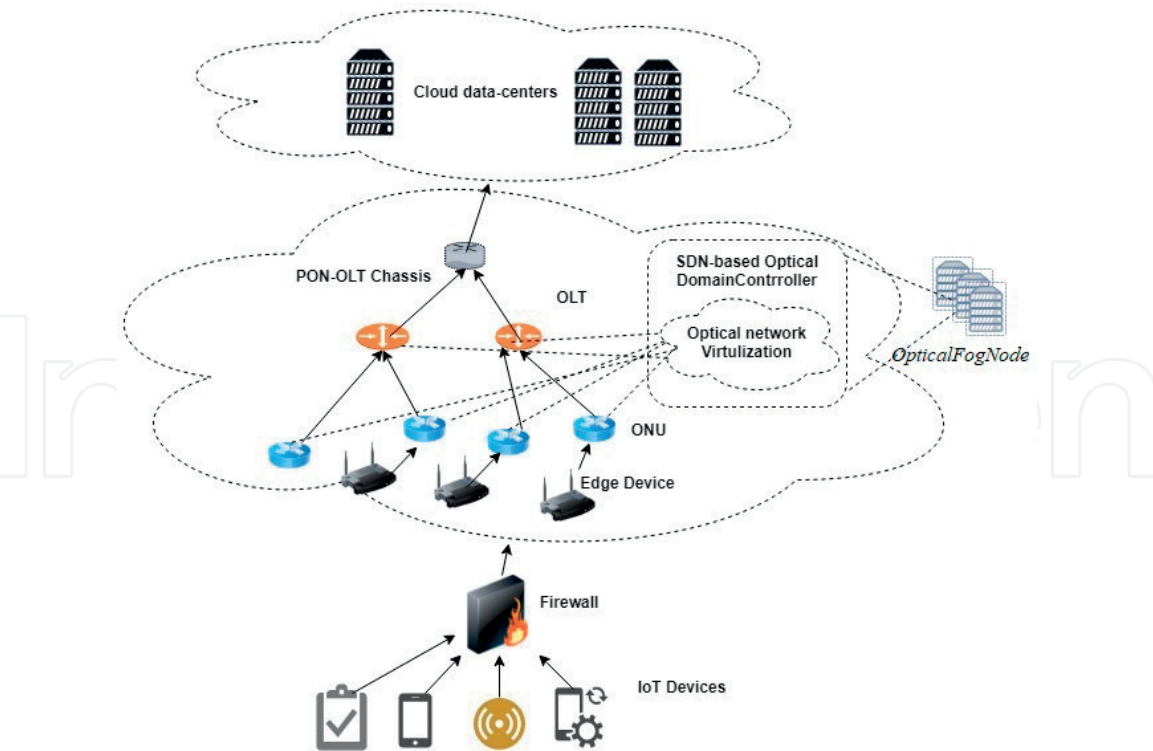 Cloud data-centers
SDN-based Optical
DomainContrroller
PON-OLT Chassis
OLT
Optical network
Virtulization
OpticalFogNode
ONU
Edge Device
Firewall
IoT Devices